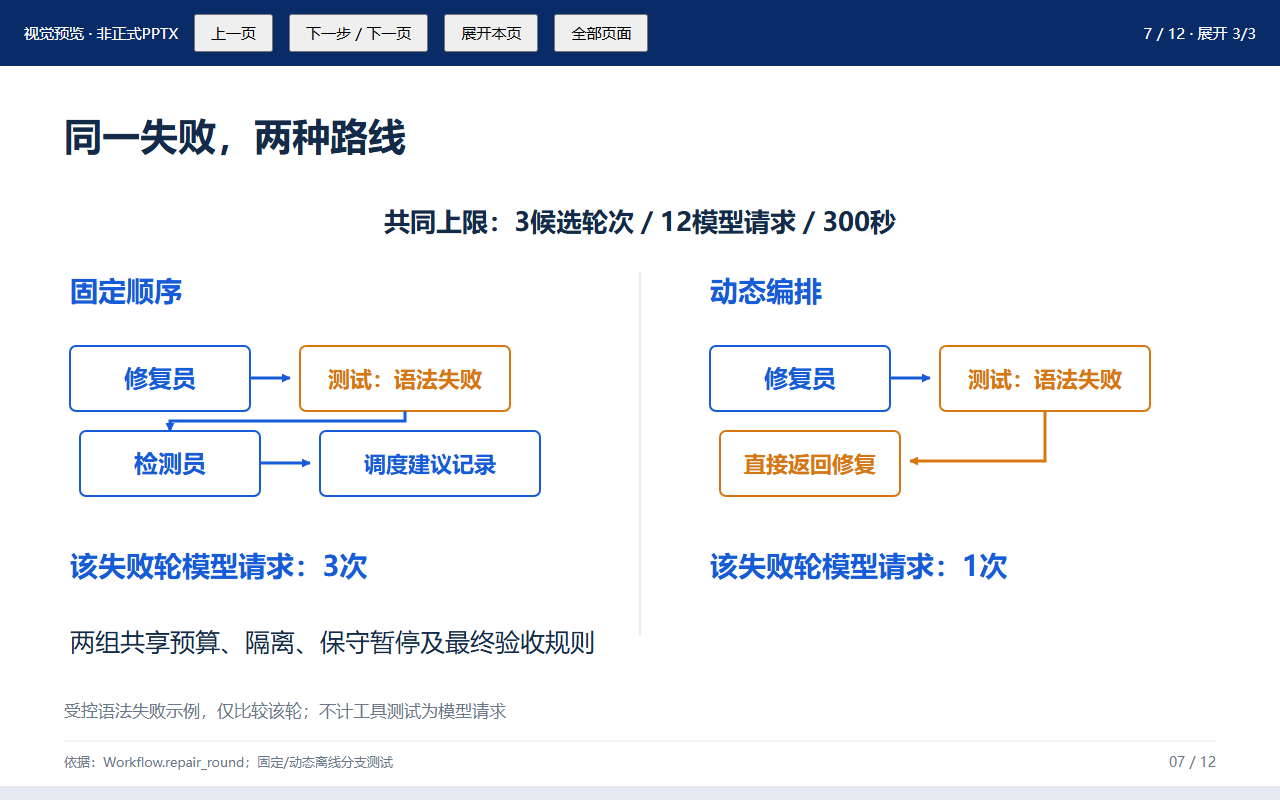 视觉预览 · 非正式PPTX
上一页
下一步 / 下一页
展开本页
全部页面
7 / 12 · 展开 3/3
同一失败，两种路线
共同上限：3候选轮次 / 12模型请求 / 300秒
固定顺序
修复员
测试：语法失败
检测员
调度建议记录
该失败轮模型请求：3次
动态编排
修复员
测试：语法失败
直接返回修复
该失败轮模型请求：1次
两组共享预算、隔离、保守暂停及最终验收规则
受控语法失败示例，仅比较该轮；不计工具测试为模型请求
依据：Workflow.repair_round；固定/动态离线分支测试
07 / 12